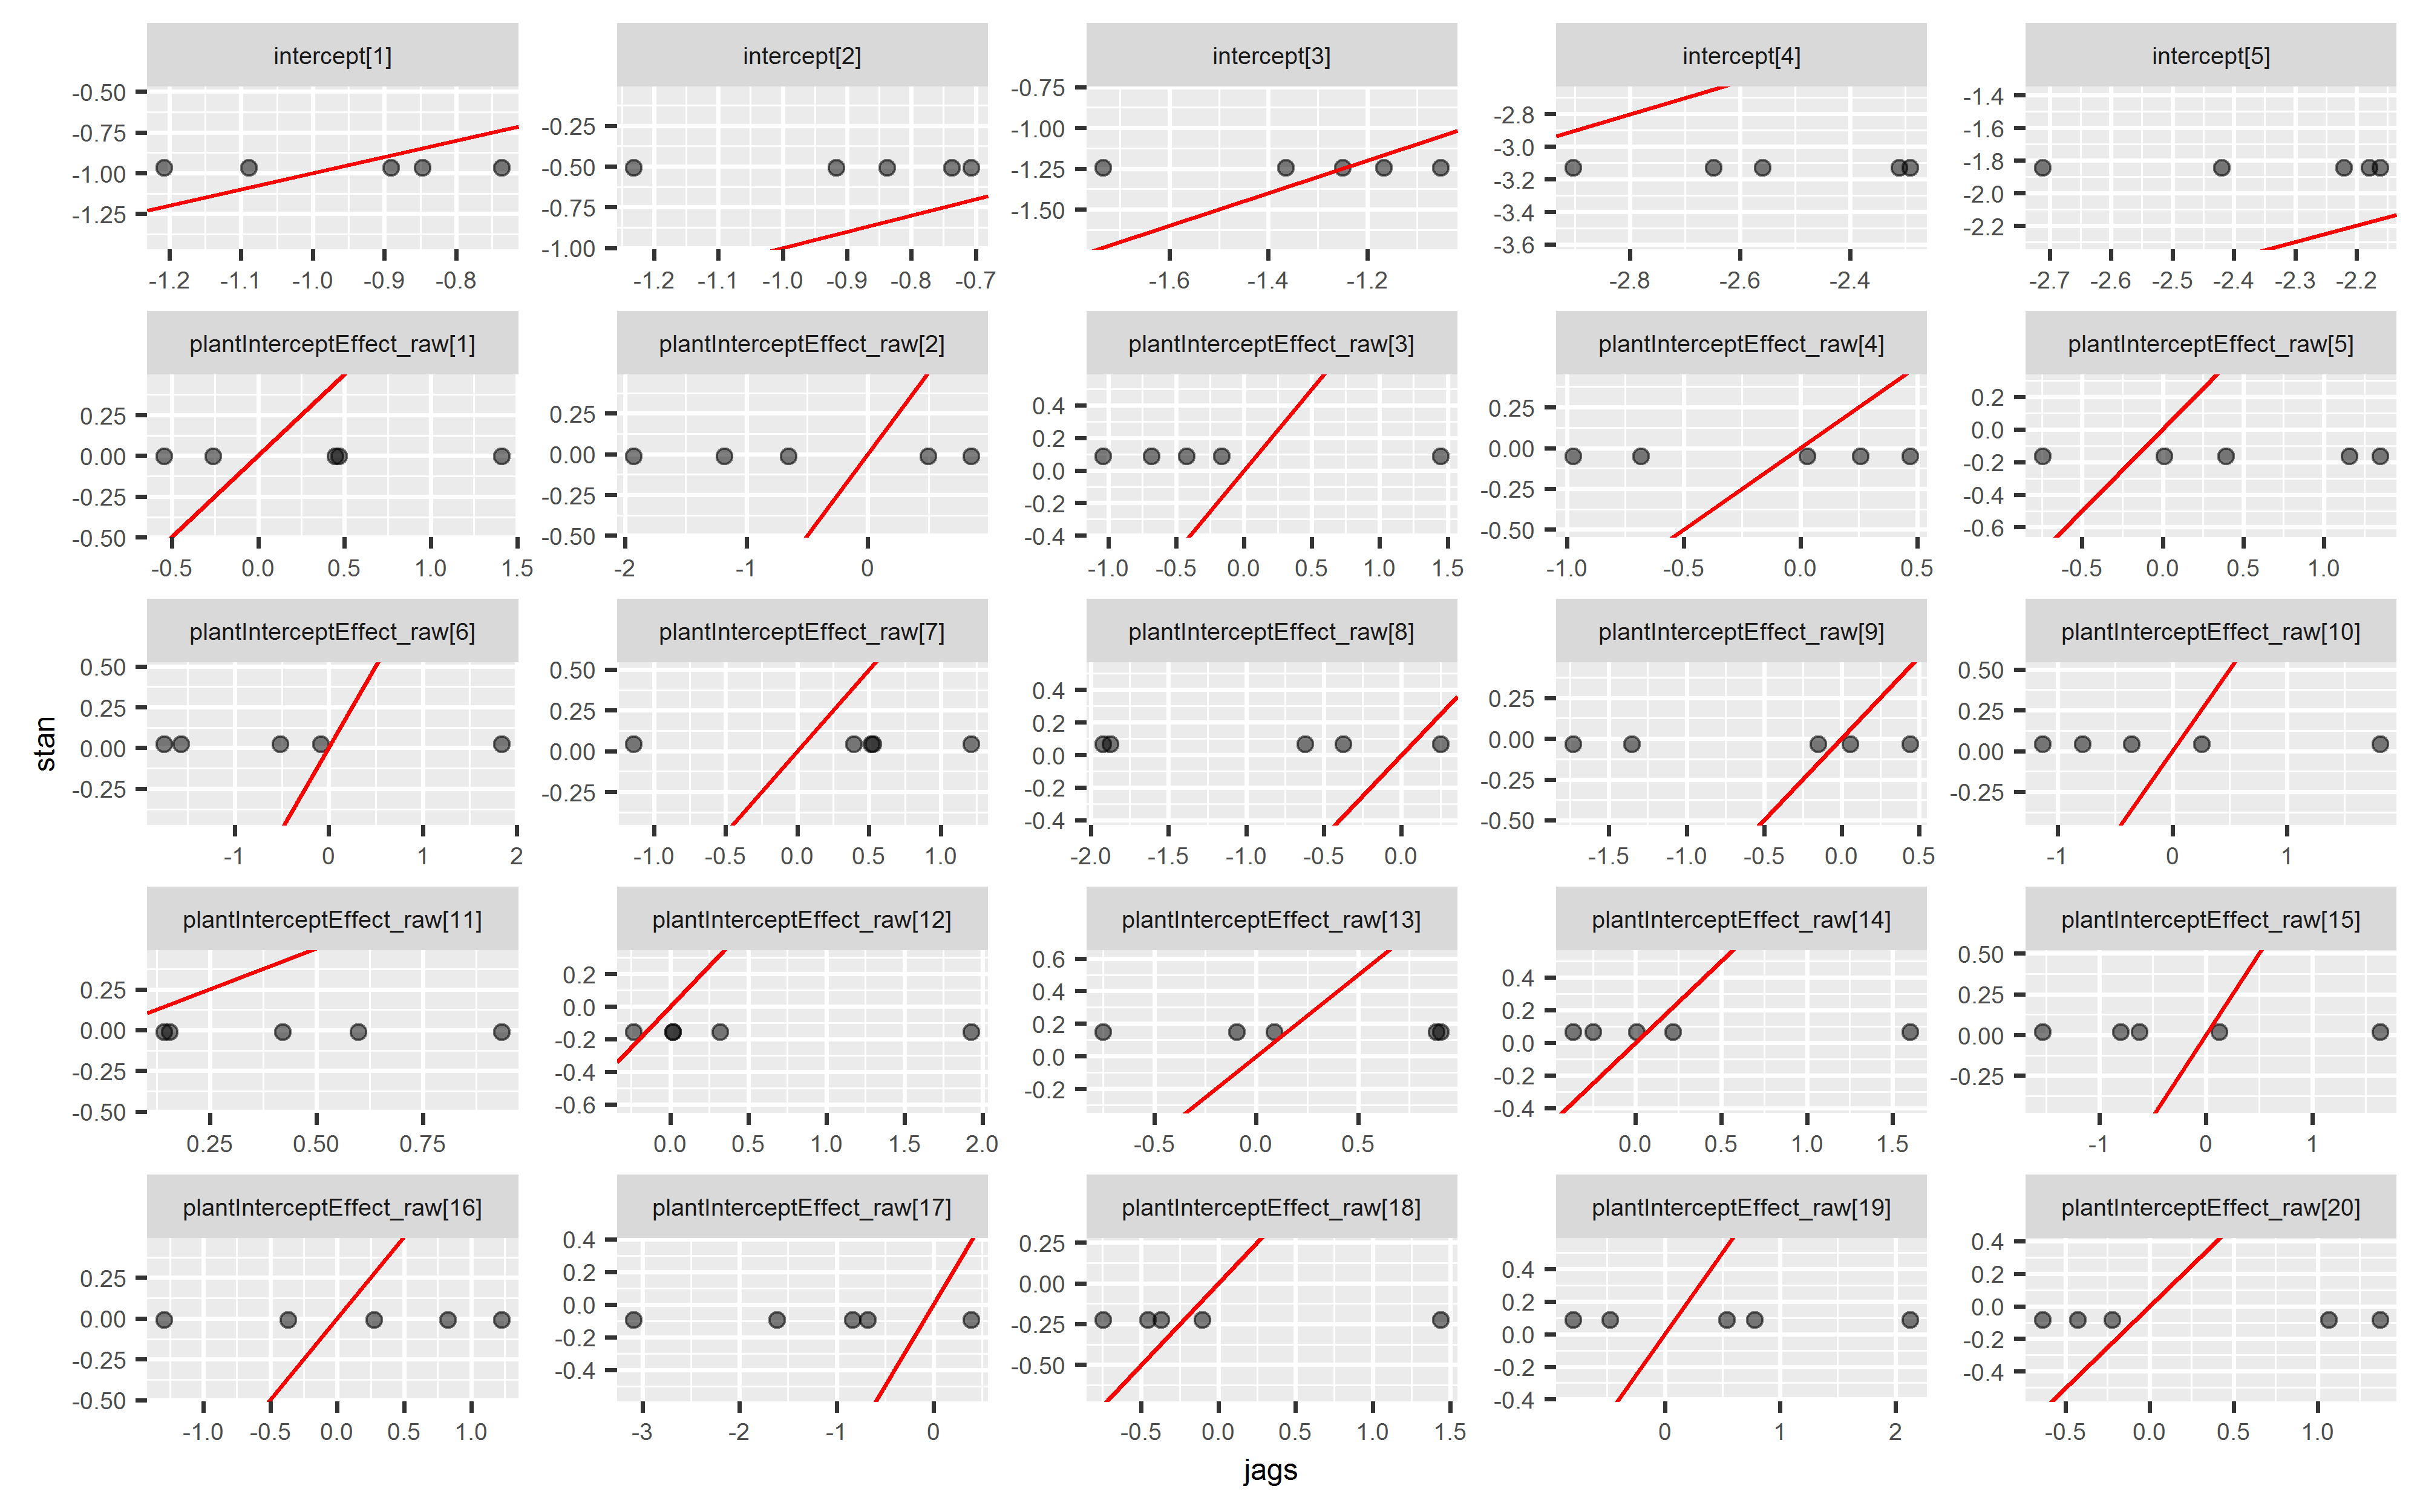 stan
intercept[1]
-0.50
-0.75
-1.00
-1.25
-1.2 -1.1 -1.0 -0.9 -0.8
intercept[2]
-0.25
-0.50
-0.75
-1.00
-1.2 -1.1 -1.0 -0.9 -0.8 -0.7
intercept[3]
-0.75
-1.00
-1.25
-1.50
-1.6 -1.4 -1.2
intercept[4]
-2.8
-3.0
-3.2
-3.4
-3.6
-2.8 -2.6 -2.4
intercept[5]
-1.4
-1.6
-1.8
-2.0
-2.2
-2.7 -2.6 -2.5 -2.4 -2.3 -2.2
plantInterceptEffect_raw[1]
0.25
0.00
-0.25
-0.50
-0.5 0.0 0.5 1.0 1.5
plantInterceptEffect_raw[2]
0.25
0.00
-0.25
-0.50
-2 -1 0
plantInterceptEffect_raw[3]
0.4
0.2
0.0
-0.2
-0.4
-1.0 -0.5 0.0 0.5 1.0 1.5
plantInterceptEffect_raw[4]
0.25
0.00
-0.25
-0.50
-1.0 -0.5 0.0 0.5
plantInterceptEffect_raw[5]
0.2
0.0
-0.2
-0.4
-0.6
-0.5 0.0 0.5 1.0
plantInterceptEffect_raw[6]
0.50
0.25
0.00
-0.25
-1 0 1 2
plantInterceptEffect_raw[7]
0.50
0.25
0.00
-0.25
-1.0 -0.5 0.0 0.5 1.0
plantInterceptEffect_raw[8]
0.4
0.2
0.0
-0.2
-0.4
-2.0 -1.5 -1.0 -0.5 0.0
plantInterceptEffect_raw[9]
0.25
0.00
-0.25
-0.50
-1.5 -1.0 -0.5 0.0 0.5
plantInterceptEffect_raw[10]
0.50
0.25
0.00
-0.25
-1 0 1
plantInterceptEffect_raw[11]
0.25
0.00
-0.25
-0.50
0.25 0.50 0.75
plantInterceptEffect_raw[12]
0.2
0.0
-0.2
-0.4
-0.6
0.0 0.5 1.0 1.5 2.0
plantInterceptEffect_raw[13]
0.6
0.4
0.2
0.0
-0.2
-0.5 0.0 0.5
plantInterceptEffect_raw[14]
0.4
0.2
0.0
-0.2
-0.4
0.0 0.5 1.0 1.5
plantInterceptEffect_raw[15]
0.50
0.25
0.00
-0.25
-1 0 1
plantInterceptEffect_raw[16]
0.25
0.00
-0.25
-0.50
-1.0 -0.5 0.0 0.5 1.0
plantInterceptEffect_raw[17]
0.4
0.2
0.0
-0.2
-0.4
-3 -2 -1 0
plantInterceptEffect_raw[18]
0.25
0.00
-0.25
-0.50
-0.5 0.0 0.5 1.0 1.5
plantInterceptEffect_raw[19]
0.4
0.2
0.0
-0.2
-0.4
0 1 2
plantInterceptEffect_raw[20]
0.4
0.2
0.0
-0.2
-0.4
-0.5 0.0 0.5 1.0
jags